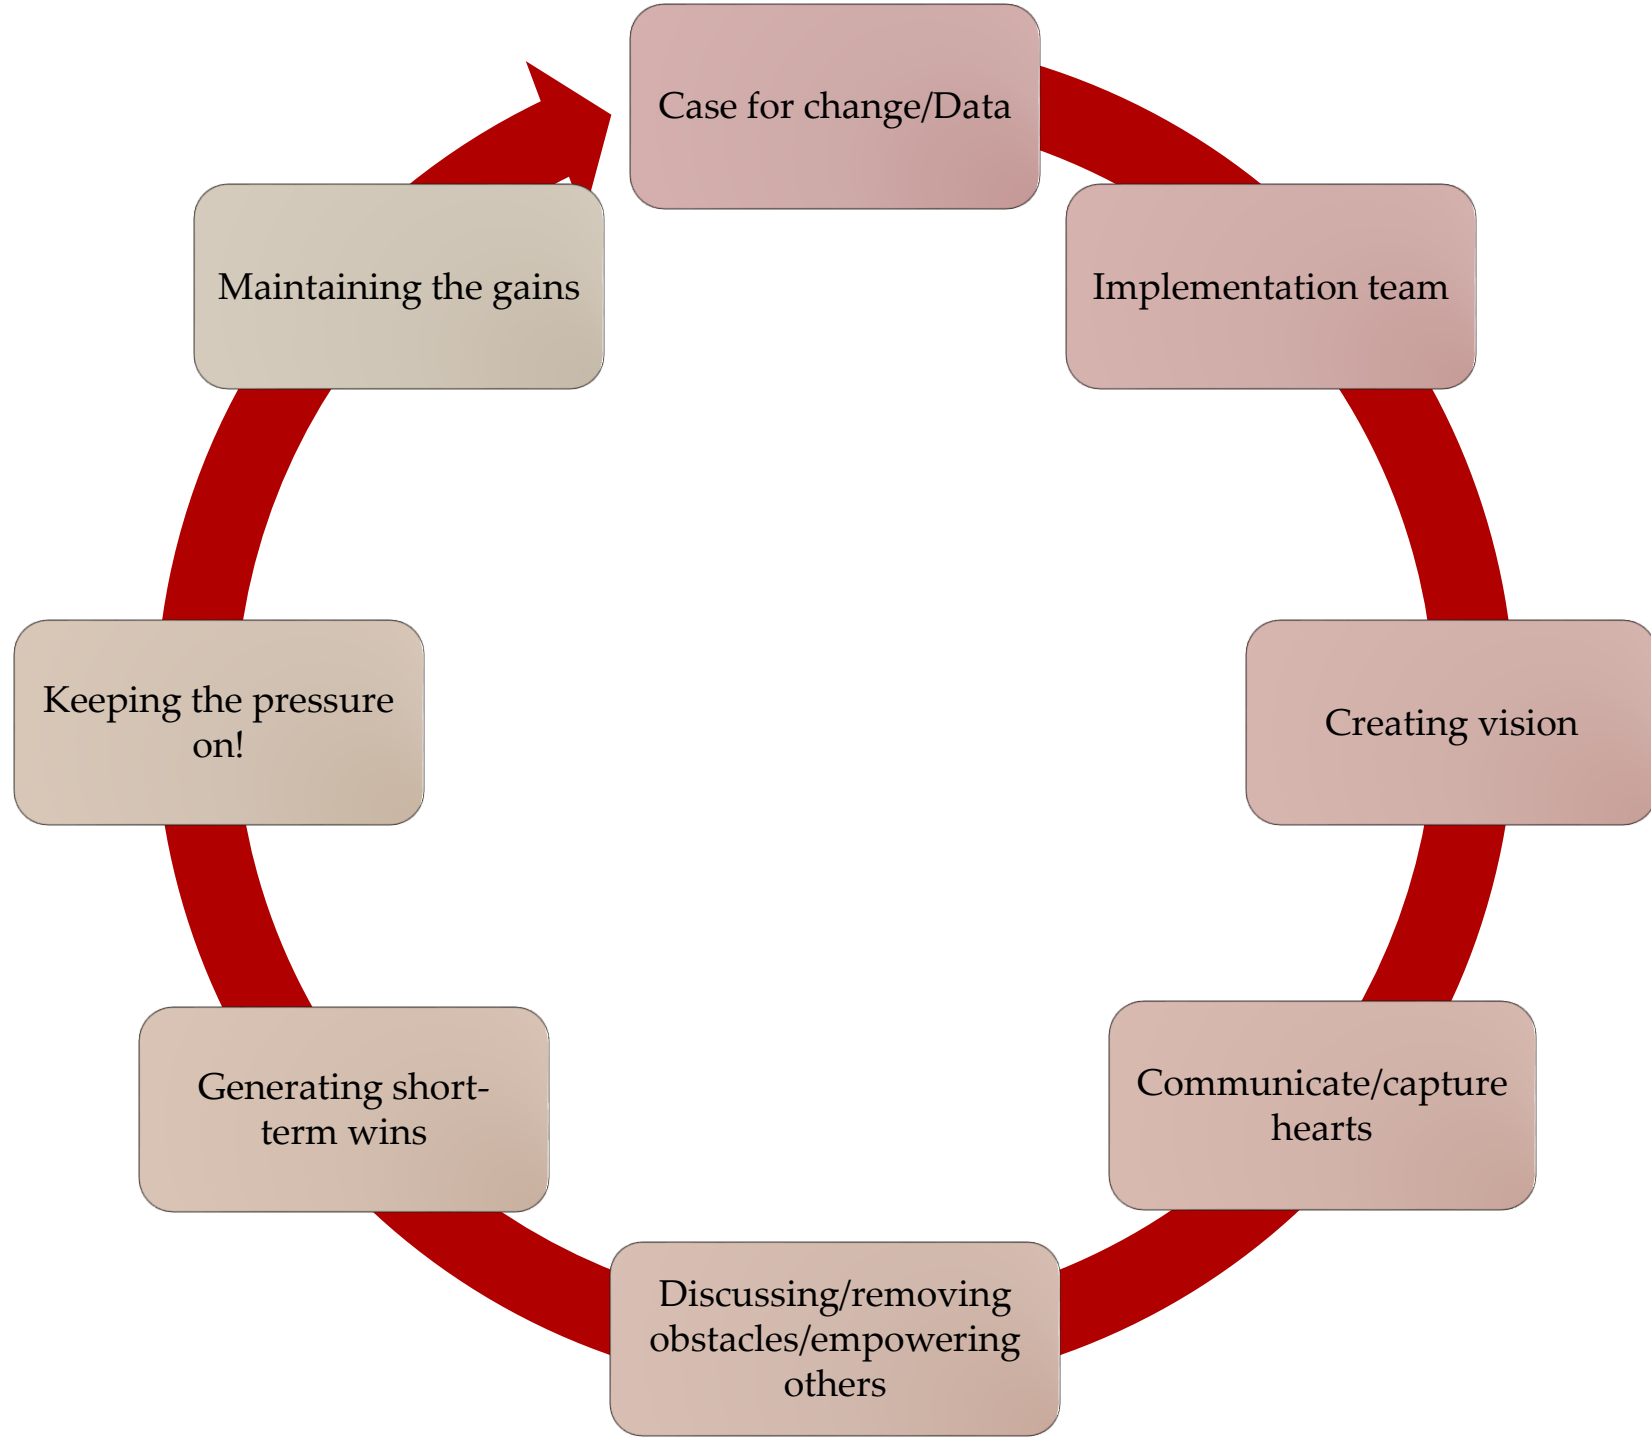 Case for change/Data
Implementation team
Creating vision
Communicate/capture
hearts
Discussing/removing
obstacles/empowering
others
Generating short-
term wins
Keeping the pressure
on!
Maintaining the gains